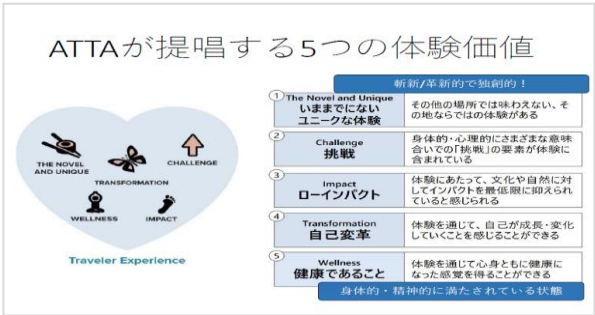 ATTAが提唱する5つの体験価値
斬新/革新的で独創的！
THE NOVEL
AND UNIQUE
CHALLENGE
TRANSFORMATION
WELLNESS
IMPACT
Traveler Experience
1
The Novel and Unique
いままでにない
ユニークな体験
その他の場所では味わえない、そ
の地ならではの体験がある
2
Challenge
挑戦
身体的・心理的にさまざまな意味
合いでの「挑戦」の要素が体験に
含まれている
3
Impact
ローインパクト
体験にあたって、文化や自然に対
してインパクトを最低限に抑えられ
ていると感じられる
4
Transformation
自己変革
体験を通じて、自己が成長・変化
していくことを感じることができる
5
Wellness
健康であること
体験を通じて心身ともに健康に
なった感覚を得ることができる
身体的・精神的に満たされている状態